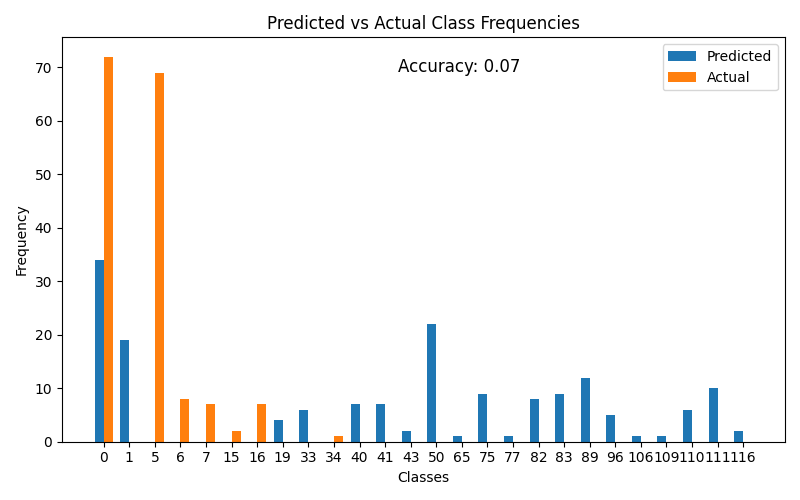 Predicted vs Actual Class Frequencies
Accuracy: 0.07
Predicted
Actual
Frequency
70
60
50
40
30
20
10
0
0 1 5 6 7 15 16 19 33 34 40 41 43 50 65 75 77 82 83 89 96 106 109 110 111 116
Classes